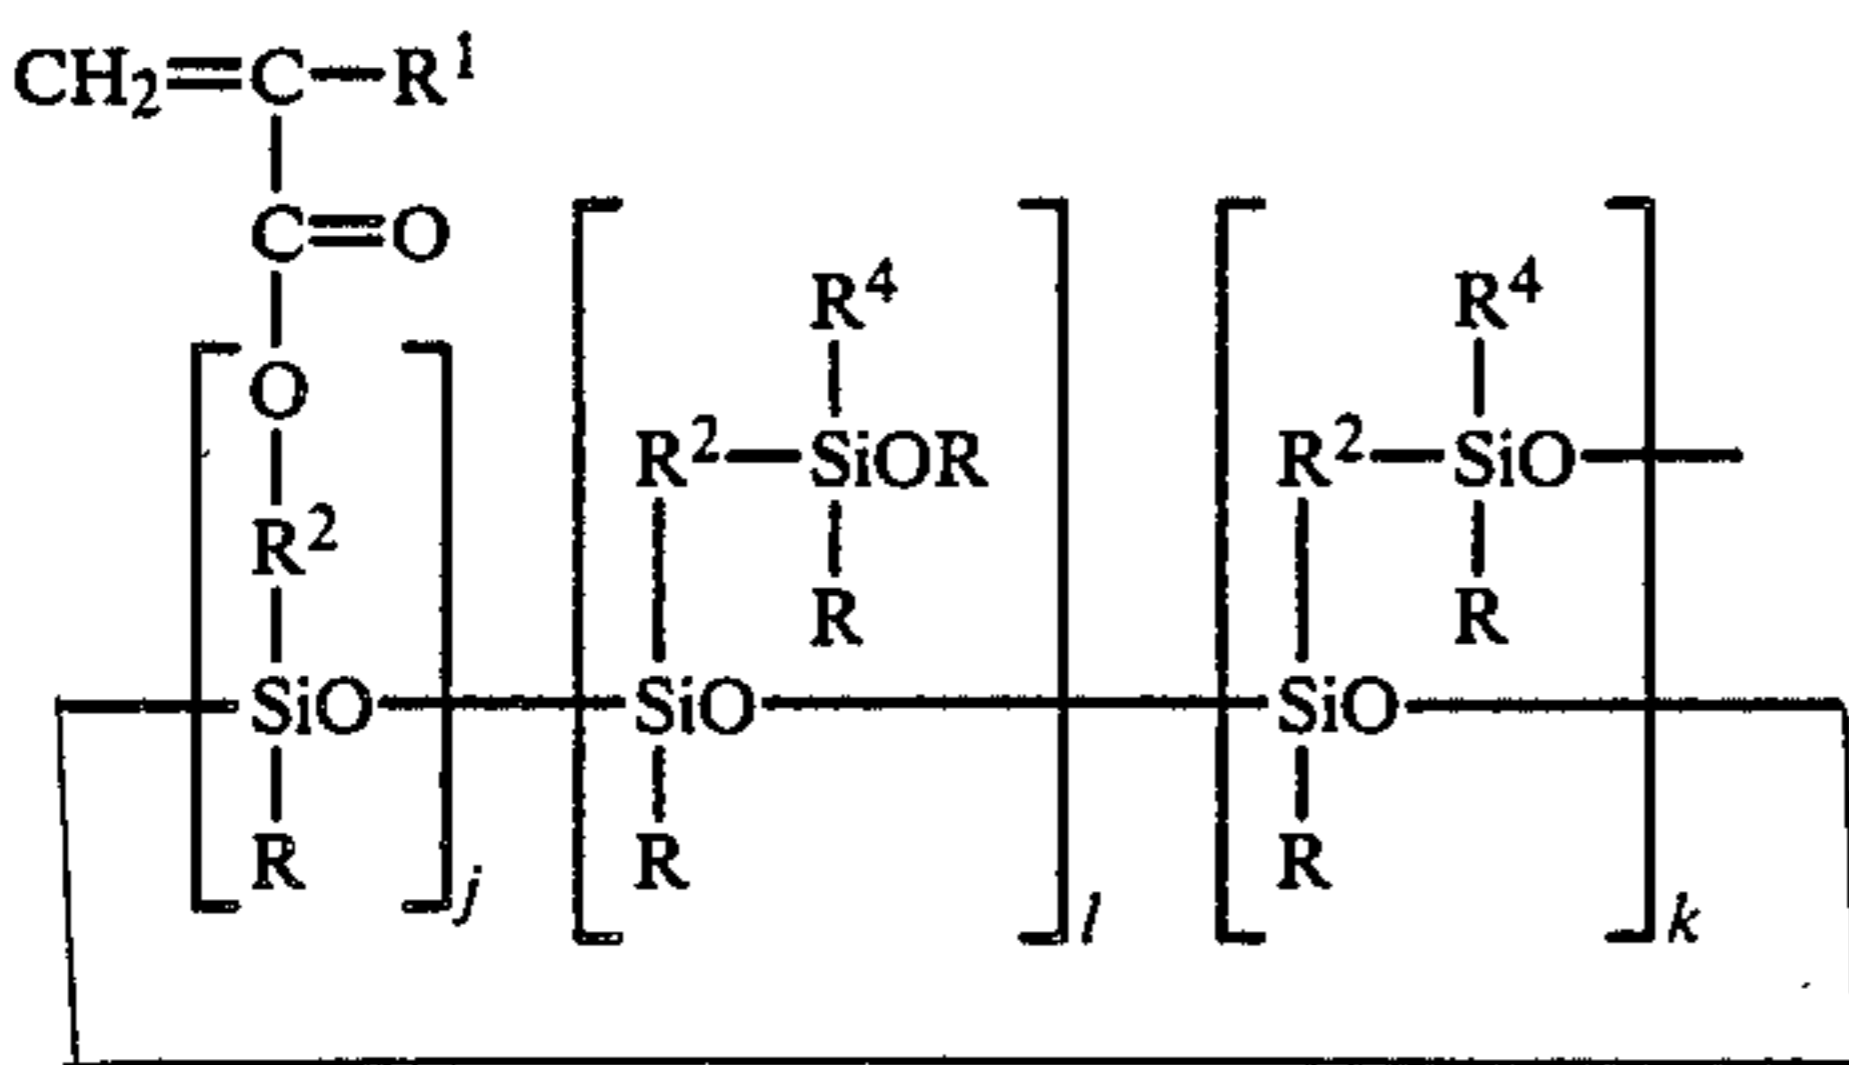 CH₂=C—R¹
C=O
R⁴ R⁴
O
R²—SiOR R²—SiO—
R²
R R
SiO SiO SiO
R R R
j l k